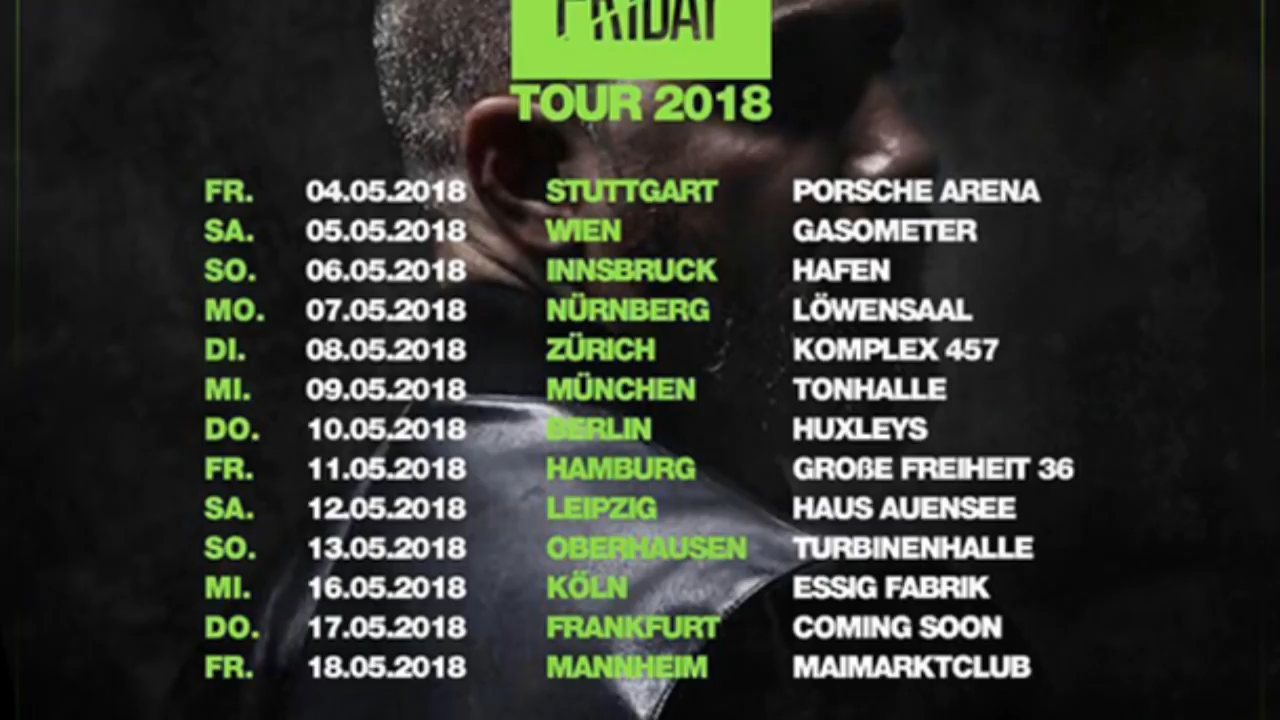 FRIDAY
TOUR 2018
FR. 04.05.2018 STUTTGART PORSCHE ARENA
SA. 05.05.2018 WIEN GASOMETER
SO. 06.05.2018 INNSBRUCK HAFEN
MO. 07.05.2018 NÜRNBERG LÖWENSAAL
DI. 08.05.2018 ZÜRICH KOMPLEX 457
MI. 09.05.2018 MÜNCHEN TONHALLE
DO. 10.05.2018 BERLIN HUXLEYS
FR. 11.05.2018 HAMBURG GROßE FREIHEIT 36
SA. 12.05.2018 LEIPZIG HAUS AUENSEE
SO. 13.05.2018 OBERHAUSEN TURBINENHALLE
MI. 16.05.2018 KÖLN ESSIG FABRIK
DO. 17.05.2018 FRANKFURT COMING SOON
FR. 18.05.2018 MANNHEIM MAIMARKTCLUB